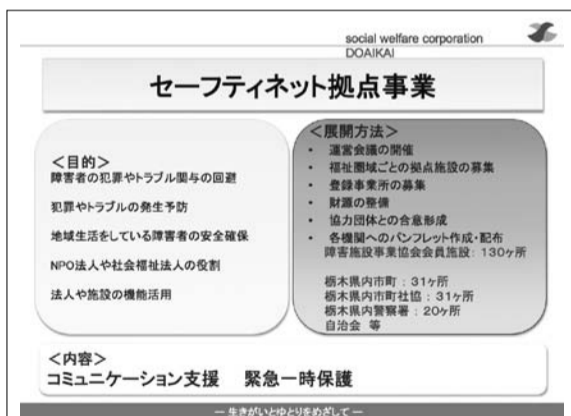 social welfare corporation
DOAIKAI
セーフティネット拠点事業
＜目的＞
障害者の犯罪やトラブル関与の回避
犯罪やトラブルの発生予防
地域生活をしている障害者の安全確保
NPO法人や社会福祉法人の役割
法人や施設の機能活用
＜展開方法＞
• 運営会議の開催
• 福祉圏域ごとの拠点施設の募集
• 登録事業所の募集
• 財源の整備
• 協力団体との合意形成
• 各機関へのパンフレット作成・配布
障害施設事業協会会員施設：130ヶ所
栃木県内市町：31ヶ所
栃木県内市町社協：31ヶ所
栃木県内警察署：20ヶ所
自治会 等
＜内容＞
コミュニケーション支援　緊急一時保護
― 生きがいとゆとりをめざして ―